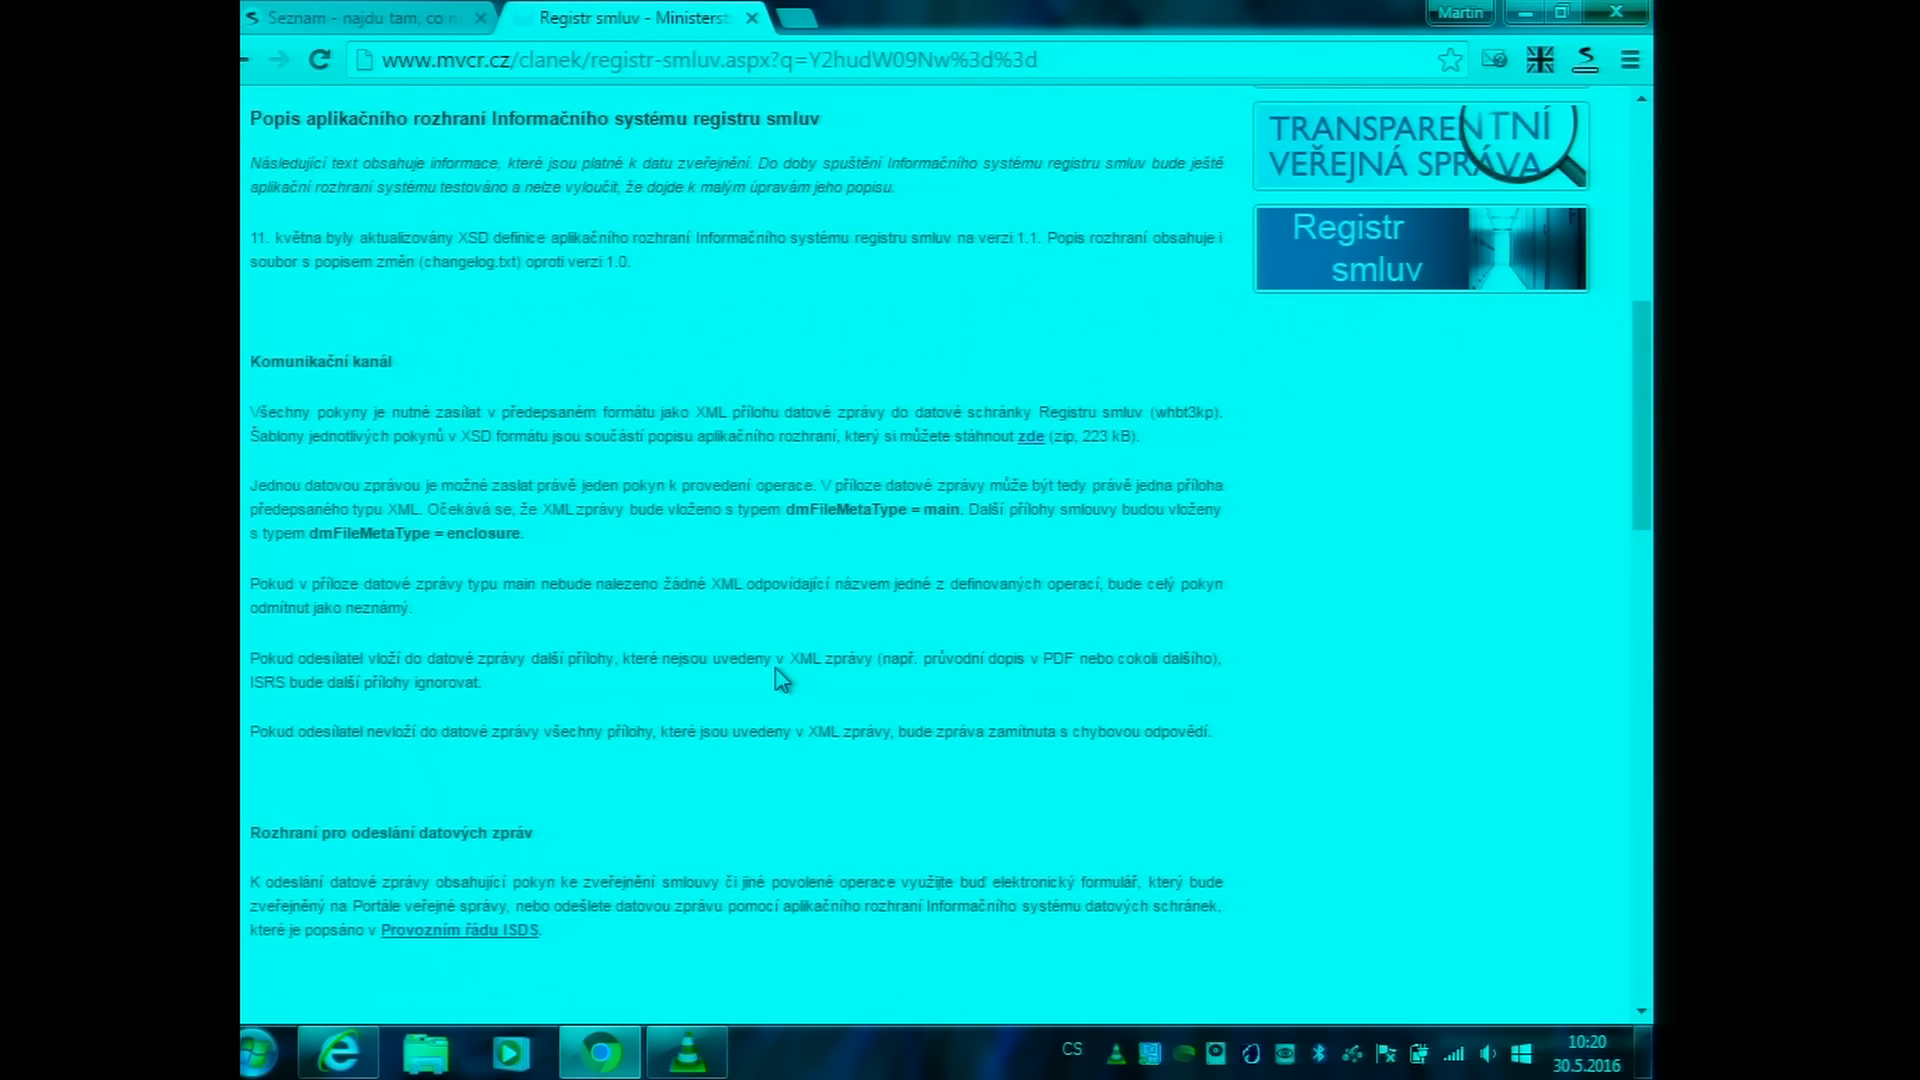 Seznam - najdu tam, co n
Registr smluv - Ministerst
Martin
www.mvcr.cz/clanek/registr-smluv.aspx?q=Y2hudW09Nw%3d%3d
Popis aplikačního rozhraní Informačního systému registru smluv
Následující text obsahuje informace, které jsou platné k datu zveřejnění. Do doby spuštění Informačního systému registru smluv bude ještě
aplikační rozhraní systému testováno a nelze vyloučit, že dojde k malým úpravám jeho popisu.
11. května byly aktualizovány XSD definice aplikačního rozhraní Informačního systému registru smluv na verzi 1.1. Popis rozhraní obsahuje i
soubor s popisem změn (changelog.txt) oproti verzi 1.0.
TRANSPARENTNÍ
VEŘEJNÁ SPRÁVA
Registr
smluv
Komunikační kanál
Všechny pokyny je nutné zasílat v předepsaném formátu jako XML přílohu datové zprávy do datové schránky Registru smluv (whbt3kp).
Šablony jednotlivých pokynů v XSD formátu jsou součástí popisu aplikačního rozhraní, který si můžete stáhnout zde (zip, 223 kB).
Jednou datovou zprávou je možné zaslat právě jeden pokyn k provedení operace. V příloze datové zprávy může být tedy právě jedna příloha
předepsaného typu XML. Očekává se, že XML zprávy bude vloženo s typem dmFileMetaType = main. Další přílohy smlouvy budou vloženy
s typem dmFileMetaType = enclosure.
Pokud v příloze datové zprávy typu main nebude nalezeno žádné XML odpovídající názvem jedné z definovaných operací, bude celý pokyn
odmítnut jako neznámý.
Pokud odesílatel vloží do datové zprávy další přílohy, které nejsou uvedeny v XML zprávy (např. průvodní dopis v PDF nebo cokoli dalšího),
ISRS bude další přílohy ignorovat.
Pokud odesílatel nevloží do datové zprávy všechny přílohy, které jsou uvedeny v XML zprávy, bude zpráva zamítnuta s chybovou odpovědí.
Rozhraní pro odeslání datových zpráv
K odeslání datové zprávy obsahující pokyn ke zveřejnění smlouvy či jiné povolené operace využijte buď elektronický formulář, který bude
zveřejněný na Portále veřejné správy, nebo odešlete datovou zprávu pomocí aplikačního rozhraní Informačního systému datových schránek,
které je popsáno v Provozním řádu ISDS.
CS
10:20
30.5.2016